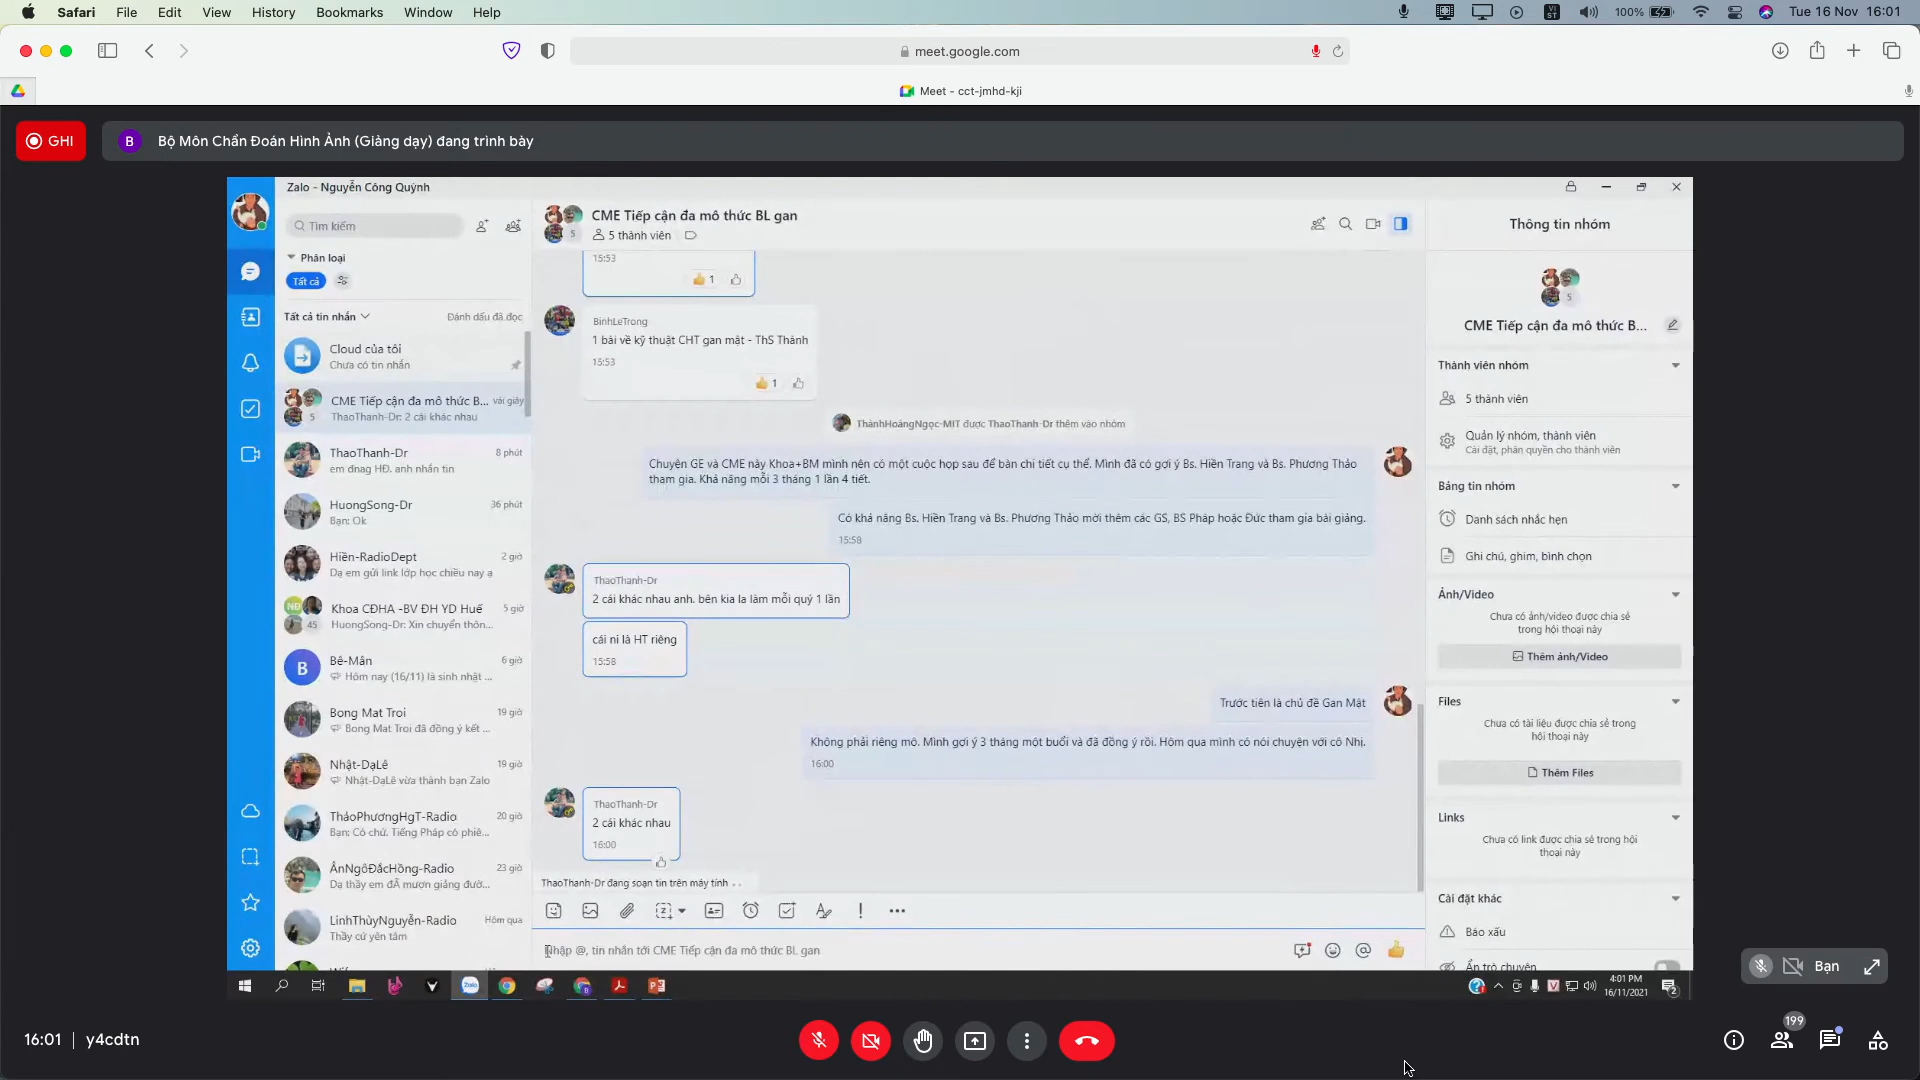 Safari File Edit View History Bookmarks Window Help
VI
ST
100%
Tue 16 Nov 16:01
meet.google.com
Meet – cct-jmhd-kji
GHI
B
Bộ Môn Chẩn Đoán Hình Ảnh (Giảng dạy) đang trình bày
Zalo - Nguyễn Công Quỳnh
Tìm kiếm
Phân loại
Tất cả
Tất cả tin nhắn
Đánh dấu đã đọc
Cloud của tôi
Chưa có tin nhắn
5
CME Tiếp cận đa mô thức B... vài giây
ThaoThanh-Dr: 2 cái khác nhau
ThaoThanh-Dr 8 phút
em dnag HĐ. anh nhắn tin
HuongSong-Dr 36 phút
Bạn: Ok
Hiền-RadioDept 2 giờ
Dạ em gửi link lớp học chiều nay ạ
NĐ
45
Khoa CĐHA -BV ĐH YD Huế 5 giờ
HuongSong-Dr: Xin chuyển thôn...
B
Bê-Mân 6 giờ
Hôm nay (16/11) là sinh nhật ...
Bong Mat Troi 19 giờ
Bong Mat Troi đã đồng ý kết ...
Nhật-DạLê 19 giờ
Nhật-DạLê vừa thành bạn Zalo
ThảoPhươngHgT-Radio 20 giờ
Bạn: Có chứ. Tiếng Pháp có phiê...
ÂnNgôĐắcHồng-Radio 23 giờ
Dạ thầy em đÃ mượn giảng đườ...
LinhThùyNguyễn-Radio Hôm qua
Thầy cứ yên tâm
CME Tiếp cận đa mô thức BL gan
5
5 thành viên
15:53
1
BinhLeTrong
1 bài về kỹ thuật CHT gan mật - ThS Thành
15:53
1
ThànhHoàngNgọc-MIT được ThaoThanh-Dr thêm vào nhóm
Chuyện GE và CME này Khoa+BM mình nên có một cuộc họp sau để bàn chi tiết cụ thể. Mình đã có gợi ý Bs. Hiền Trang và Bs. Phương Thảo
tham gia. Khả năng mỗi 3 tháng 1 lần 4 tiết.
Có khả năng Bs. Hiền Trang và Bs. Phương Thảo mời thêm các GS, BS Pháp hoặc Đức tham gia bài giảng.
15:58
ThaoThanh-Dr
2 cái khác nhau anh. bên kia la làm mỗi quý 1 lần
cái ni là HT riêng
15:58
Trước tiên là chủ đề Gan Mật
Không phải riêng mô. Mình gợi ý 3 tháng một buổi và đã đồng ý rồi. Hôm qua mình có nói chuyện với cô Nhị.
16:00
ThaoThanh-Dr
2 cái khác nhau
16:00
ThaoThanh-Dr đang soạn tin trên máy tính . .
Nhập @, tin nhắn tới CME Tiếp cận đa mô thức BL gan
Thông tin nhóm
5
CME Tiếp cận đa mô thức B...
Thành viên nhóm
5 thành viên
Quản lý nhóm, thành viên
Cài đặt, phân quyền cho thành viên
Bảng tin nhóm
Danh sách nhắc hẹn
Ghi chú, ghim, bình chọn
Ảnh/Video
Chưa có ảnh/video được chia sẻ
trong hội thoại này
Thêm ảnh/Video
Files
Chưa có tài liệu được chia sẻ trong
hội thoại này
Thêm Files
Links
Chưa có link được chia sẻ trong hội
thoại này
Cài đặt khác
Báo xấu
Ẩn trò chuyện
4:01 PM
16/11/2021
2
Bạn
16:01 | y4cdtn
199